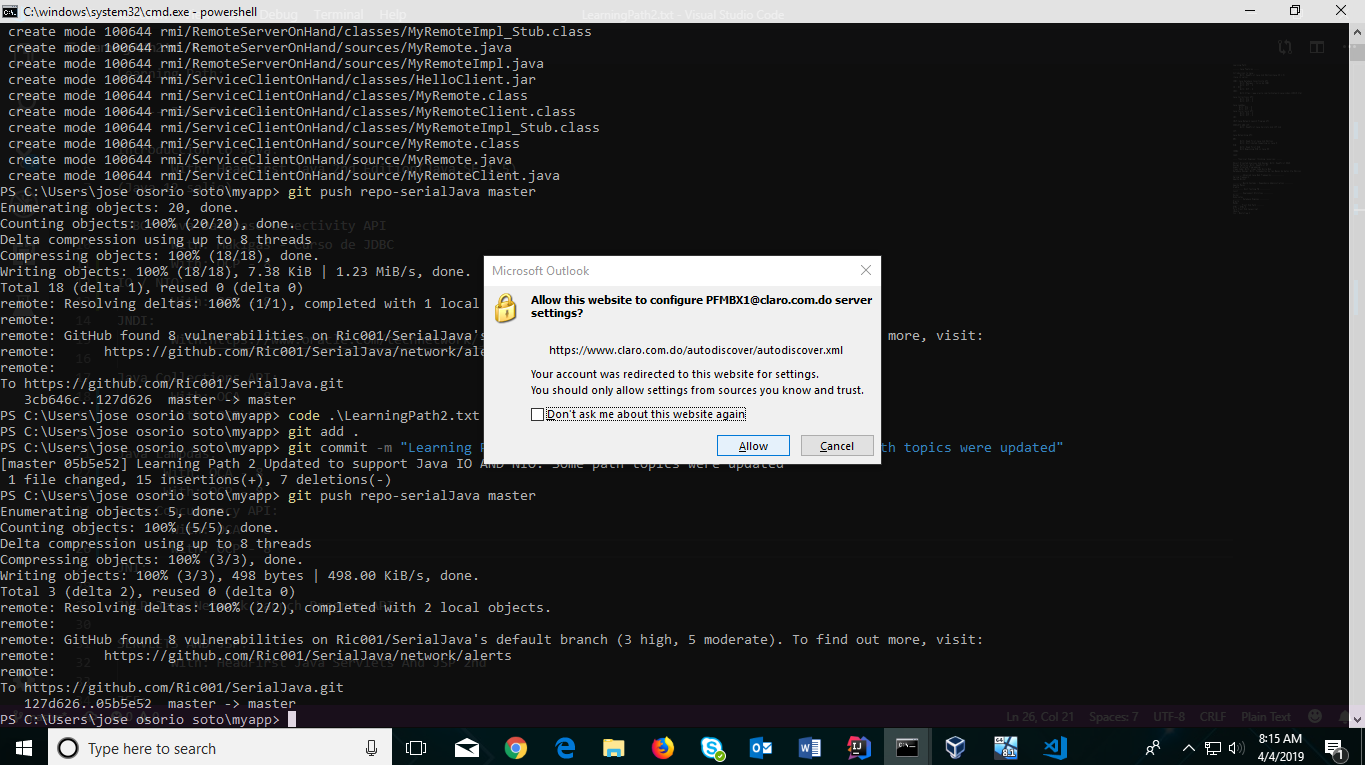 C:\windows\system32\cmd.exe - powershell
create mode 100644 rmi/RemoteServerOnHand/classes/MyRemoteImpl_Stub.class
create mode 100644 rmi/RemoteServerOnHand/sources/MyRemote.java
create mode 100644 rmi/RemoteServerOnHand/sources/MyRemoteImpl.java
create mode 100644 rmi/ServiceClientOnHand/classes/HelloClient.jar
create mode 100644 rmi/ServiceClientOnHand/classes/MyRemote.class
create mode 100644 rmi/ServiceClientOnHand/classes/MyRemoteClient.class
create mode 100644 rmi/ServiceClientOnHand/classes/MyRemoteImpl_Stub.class
create mode 100644 rmi/ServiceClientOnHand/source/MyRemote.class
create mode 100644 rmi/ServiceClientOnHand/source/MyRemote.java
create mode 100644 rmi/ServiceClientOnHand/source/MyRemoteClient.java
PS C:\Users\jose osorio soto\myapp> git push repo-serialJava master
Enumerating objects: 20, done.
Counting objects: 100% (20/20), done.
Delta compression using up to 8 threads
Compressing objects: 100% (18/18), done.
Writing objects: 100% (18/18), 7.38 KiB | 1.23 MiB/s, done.
Total 18 (delta 1), reused 0 (delta 0)
remote: Resolving deltas: 100% (1/1), completed with 1 local
remote:
remote: GitHub found 8 vulnerabilities on Ric001/SerialJava's more, visit:
remote: https://github.com/Ric001/SerialJava/network/ale
remote:
To https://github.com/Ric001/SerialJava.git
3cb646c..127d626 master -> master
PS C:\Users\jose osorio soto\myapp> code .\LearningPath2.txt
PS C:\Users\jose osorio soto\myapp> git add .
PS C:\Users\jose osorio soto\myapp> git commit -m "Learning P th topics were updated"
[master 05b5e52] Learning Path 2 Updated to support Java IO AND NIO. Some path topics were updated
1 file changed, 15 insertions(+), 7 deletions(-)
PS C:\Users\jose osorio soto\myapp> git push repo-serialJava master
Enumerating objects: 5, done.
Counting objects: 100% (5/5), done.
Delta compression using up to 8 threads
Compressing objects: 100% (3/3), done.
Writing objects: 100% (3/3), 498 bytes | 498.00 KiB/s, done.
Total 3 (delta 2), reused 0 (delta 0)
remote: Resolving deltas: 100% (2/2), completed with 2 local objects.
remote:
remote: GitHub found 8 vulnerabilities on Ric001/SerialJava's default branch (3 high, 5 moderate). To find out more, visit:
remote: https://github.com/Ric001/SerialJava/network/alerts
remote:
To https://github.com/Ric001/SerialJava.git
127d626..05b5e52 master -> master
PS C:\Users\jose osorio soto\myapp>
Microsoft Outlook
Allow this website to configure PFMBX1@claro.com.do server
settings?
https://www.claro.com.do/autodiscover/autodiscover.xml
Your account was redirected to this website for settings.
You should only allow settings from sources you know and trust.
Don't ask me about this website again
Allow Cancel
Ln 26, Col 21 Spaces: 7 UTF-8 CRLF Plain Text
Type here to search
8:15 AM
4/4/2019
1